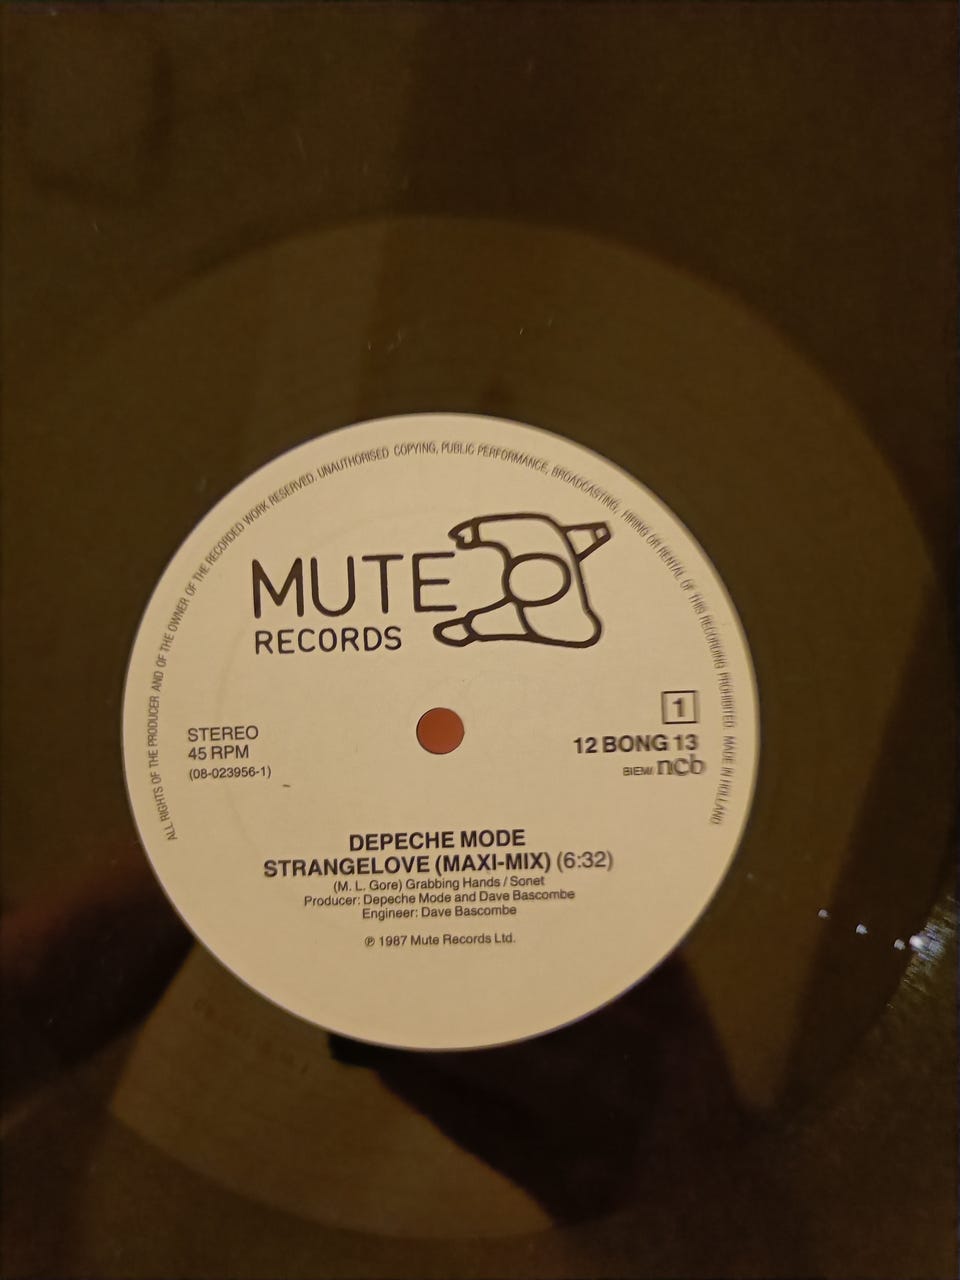 ALL RIGHTS OF THE PRODUCER AND OF THE OWNER OF THE RECORDED WORK RESERVED. UNAUTHORISED COPYING, PUBLIC PERFORMANCE, BROADCASTING, HIRING OR RENTAL OF THIS RECORDING PROHIBITED. MADE IN HOLLAND.
MUTE
RECORDS
1
STEREO
45 RPM
(08-023956-1)
12 BONG 13
BIEM/ ncb
DEPECHE MODE
STRANGELOVE (MAXI-MIX) (6:32)
(M. L. Gore) Grabbing Hands / Sonet
Producer: Depeche Mode and Dave Bascombe
Engineer: Dave Bascombe
℗ 1987 Mute Records Ltd.